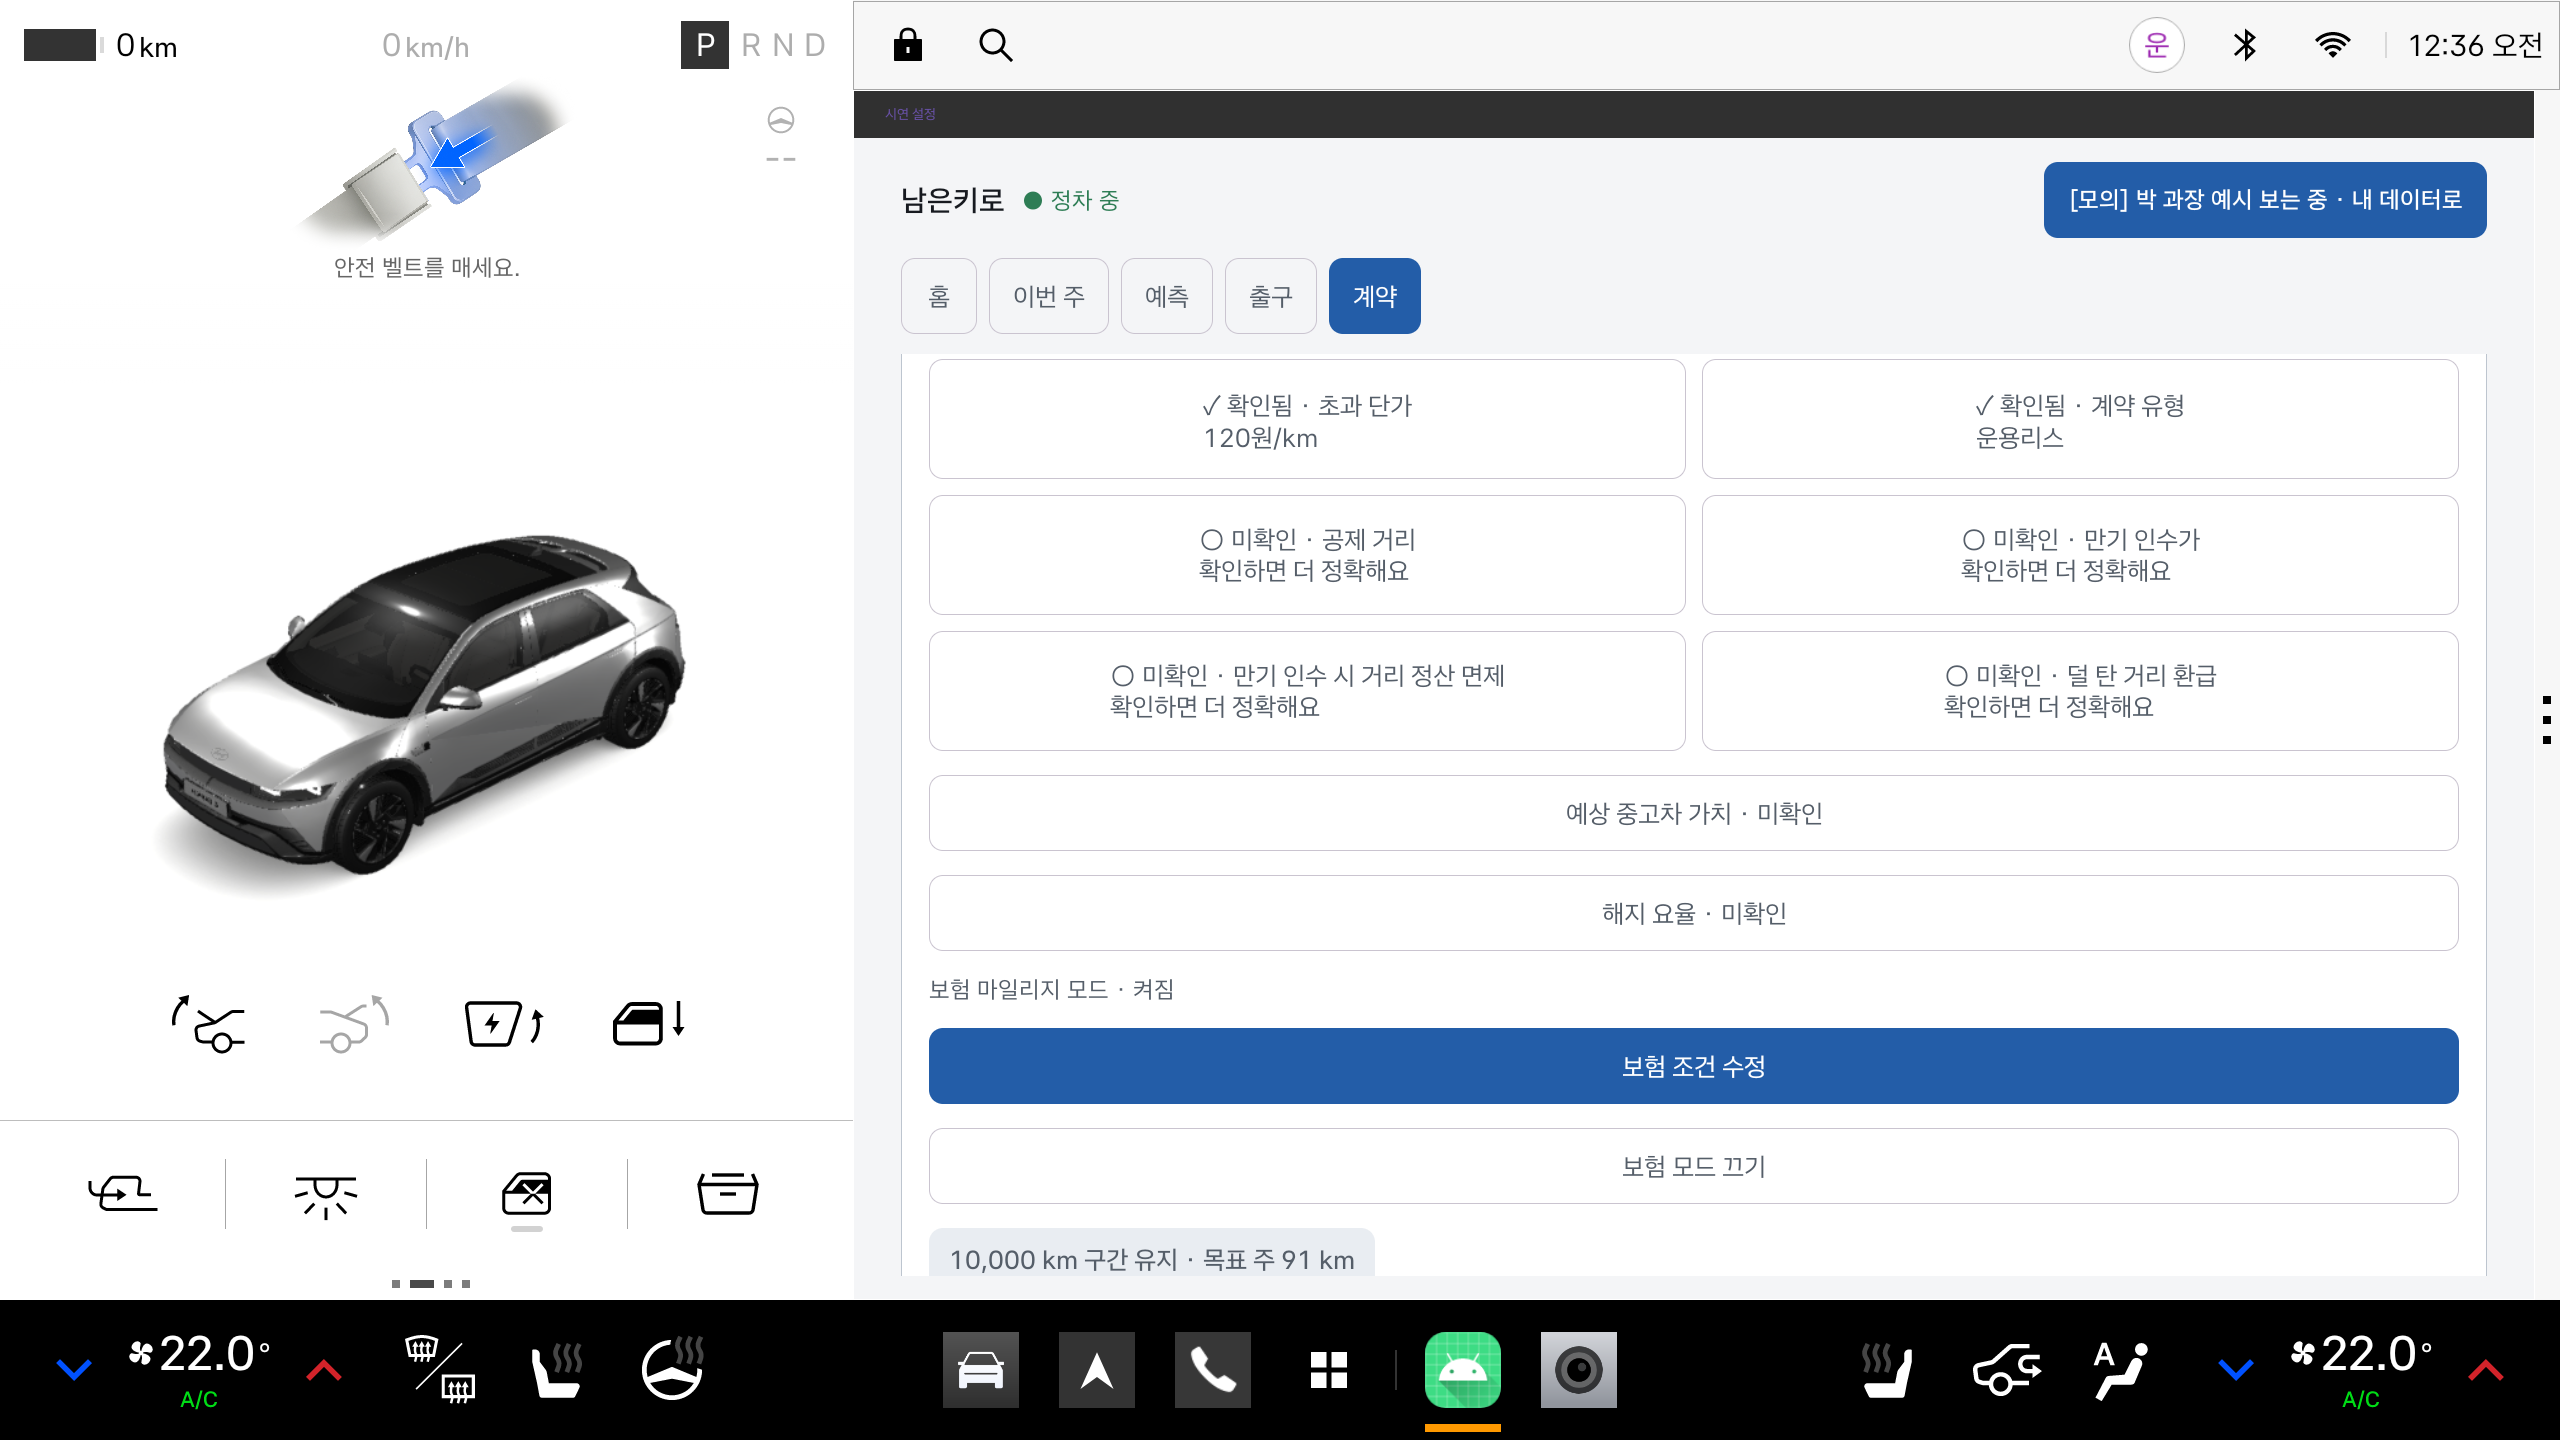 0 km
0 km/h
P R N D
12:36 오전
운
시연 설정
--
안전 벨트를 매세요.
남은키로
정차 중
[모의] 박 과장 예시 보는 중 · 내 데이터로
홈
이번 주
예측
출구
계약
✓ 확인됨 · 초과 단가
120원/km
✓ 확인됨 · 계약 유형
운용리스
○ 미확인 · 공제 거리
확인하면 더 정확해요
○ 미확인 · 만기 인수가
확인하면 더 정확해요
○ 미확인 · 만기 인수 시 거리 정산 면제
확인하면 더 정확해요
○ 미확인 · 덜 탄 거리 환급
확인하면 더 정확해요
예상 중고차 가치 · 미확인
해지 요율 · 미확인
보험 마일리지 모드 · 켜짐
보험 조건 수정
보험 모드 끄기
10,000 km 구간 유지 · 목표 주 91 km
22.0°
A/C
A
22.0°
A/C